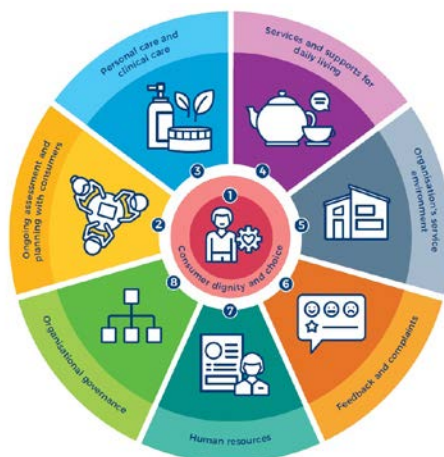 1
Consumer dignity and choice
2
Ongoing assessment and
planning with consumers
3
Personal care and
clinical care
4
Services and supports for
daily living
5
Organisation's service
environment
6
Feedback and complaints
7
Human resources
8
Organisational governance